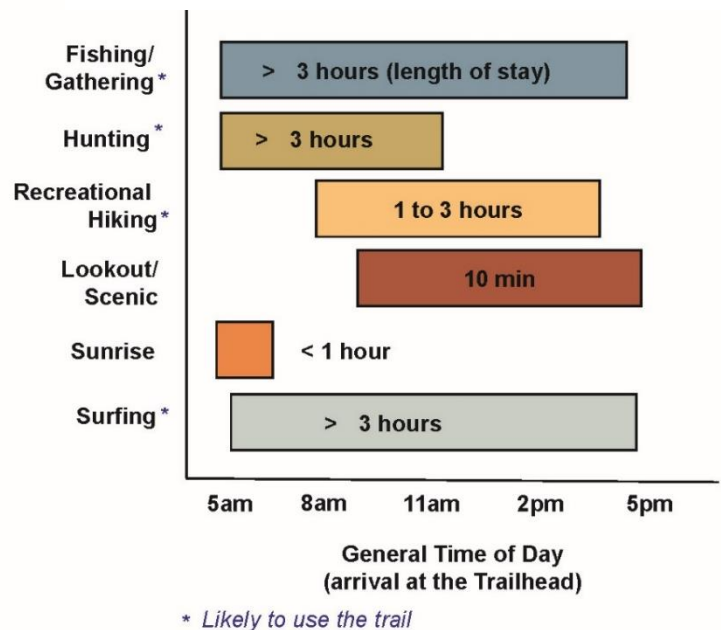 Fishing/
Gathering *
> 3 hours (length of stay)
Hunting *
> 3 hours
Recreational
Hiking *
1 to 3 hours
Lookout/
Scenic
10 min
Sunrise
< 1 hour
Surfing *
> 3 hours
5am 8am 11am 2pm 5pm
General Time of Day
(arrival at the Trailhead)
* Likely to use the trail